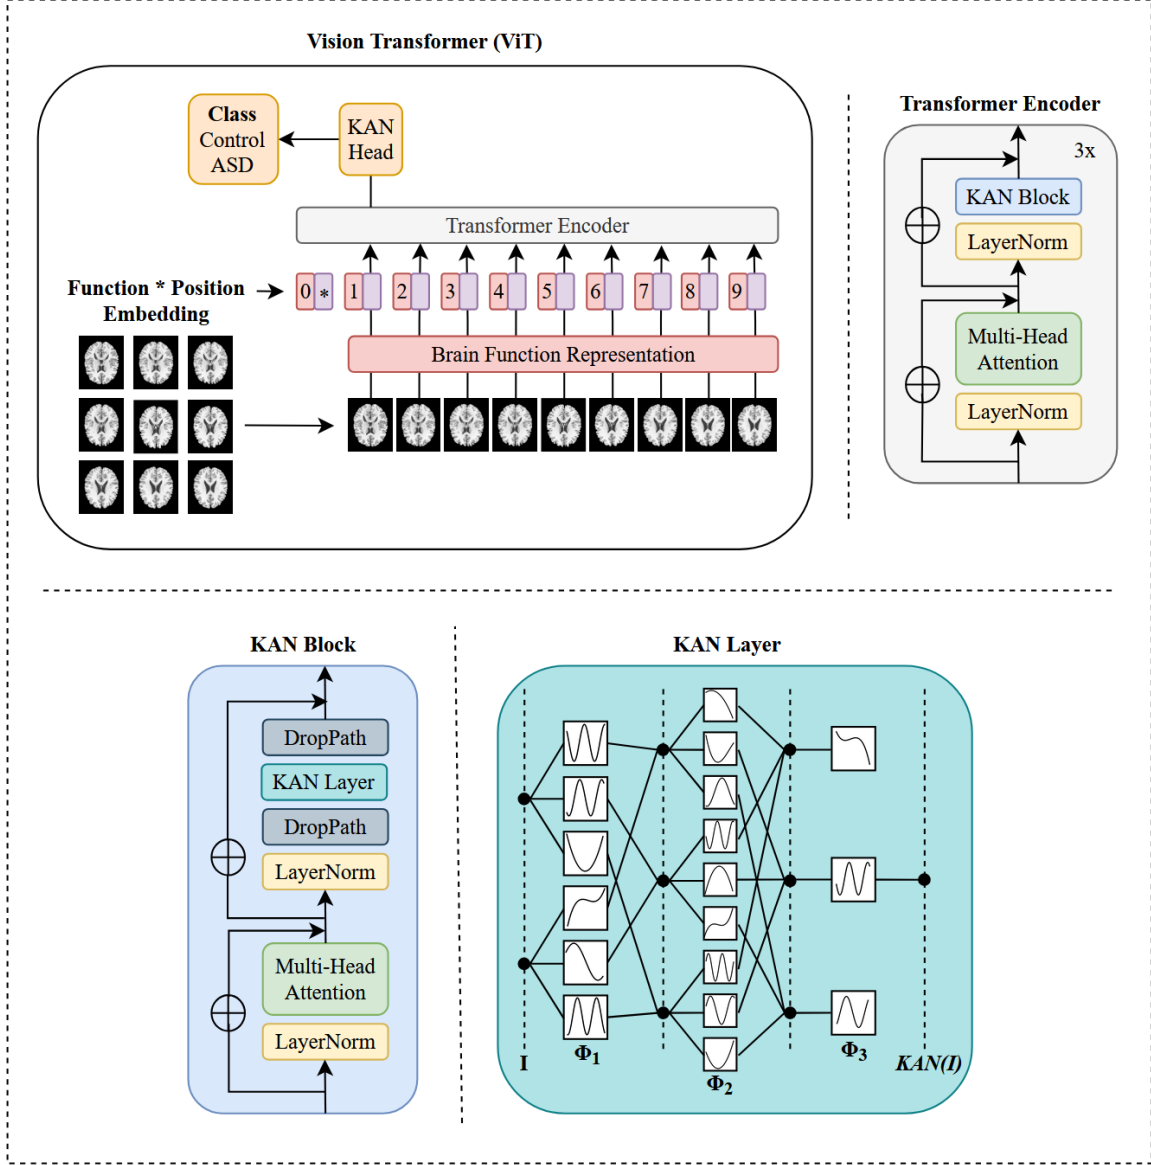 Vision Transformer (ViT)
Class
Control
ASD
KAN
Head
Transformer Encoder
Function * Position
Embedding
0 * 1 2 3 4 5 6 7 8 9
Brain Function Representation
Transformer Encoder
3x
KAN Block
LayerNorm
Multi-Head
Attention
LayerNorm
KAN Block
DropPath
KAN Layer
DropPath
LayerNorm
Multi-Head
Attention
LayerNorm
KAN Layer
I
Φ1
Φ2
Φ3
KAN(I)